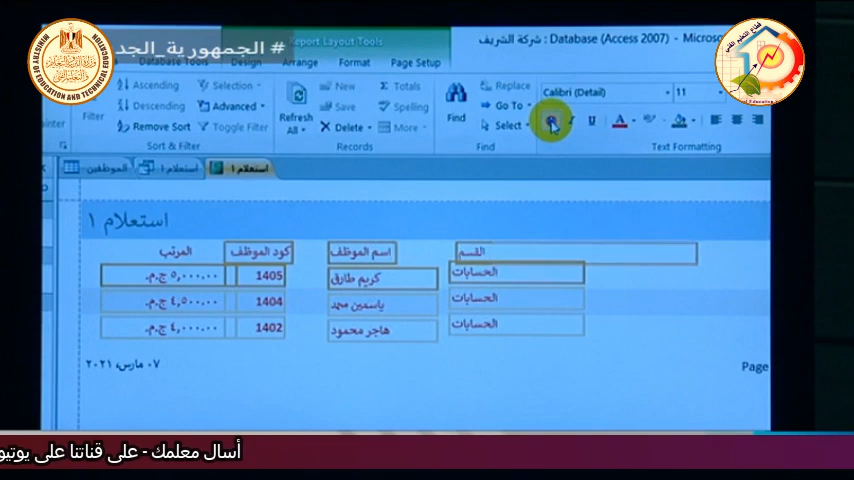 # الجمهورية_الجد
Report Layout Tools
شركة الشريف : Database (Access 2007) - Micros
Database Tools Design Arrange Format Page Setup
Filter
Ascending
Descending
Remove Sort
Selection
Advanced
Toggle Filter
Sort & Filter
Refresh All
New
Save
Delete
Totals
Spelling
More
Records
Find
Replace
Go To
Select
Find
Calibri (Detail) 11
U A
Text Formatting
الموظفين استعلام ١ استعلام ١
استعلام ١
القسم اسم الموظف كود الموظف المرتب
الحسابات كريم طارق 1405 ٥,٠٠٠.٠٠ ج.م.
الحسابات ياسمين محمد 1404 ٤,٥٠٠.٠٠ ج.م.
الحسابات هاجر محمود 1402 ٤,٠٠٠.٠٠ ج.م.
٠٧ مارس، ٢٠٢١
Page
أسال معلمك - على قناتنا على يوتيو
MINISTRY OF EDUCATION AND TECHNICAL EDUCATION
قطاع التعليم الفني